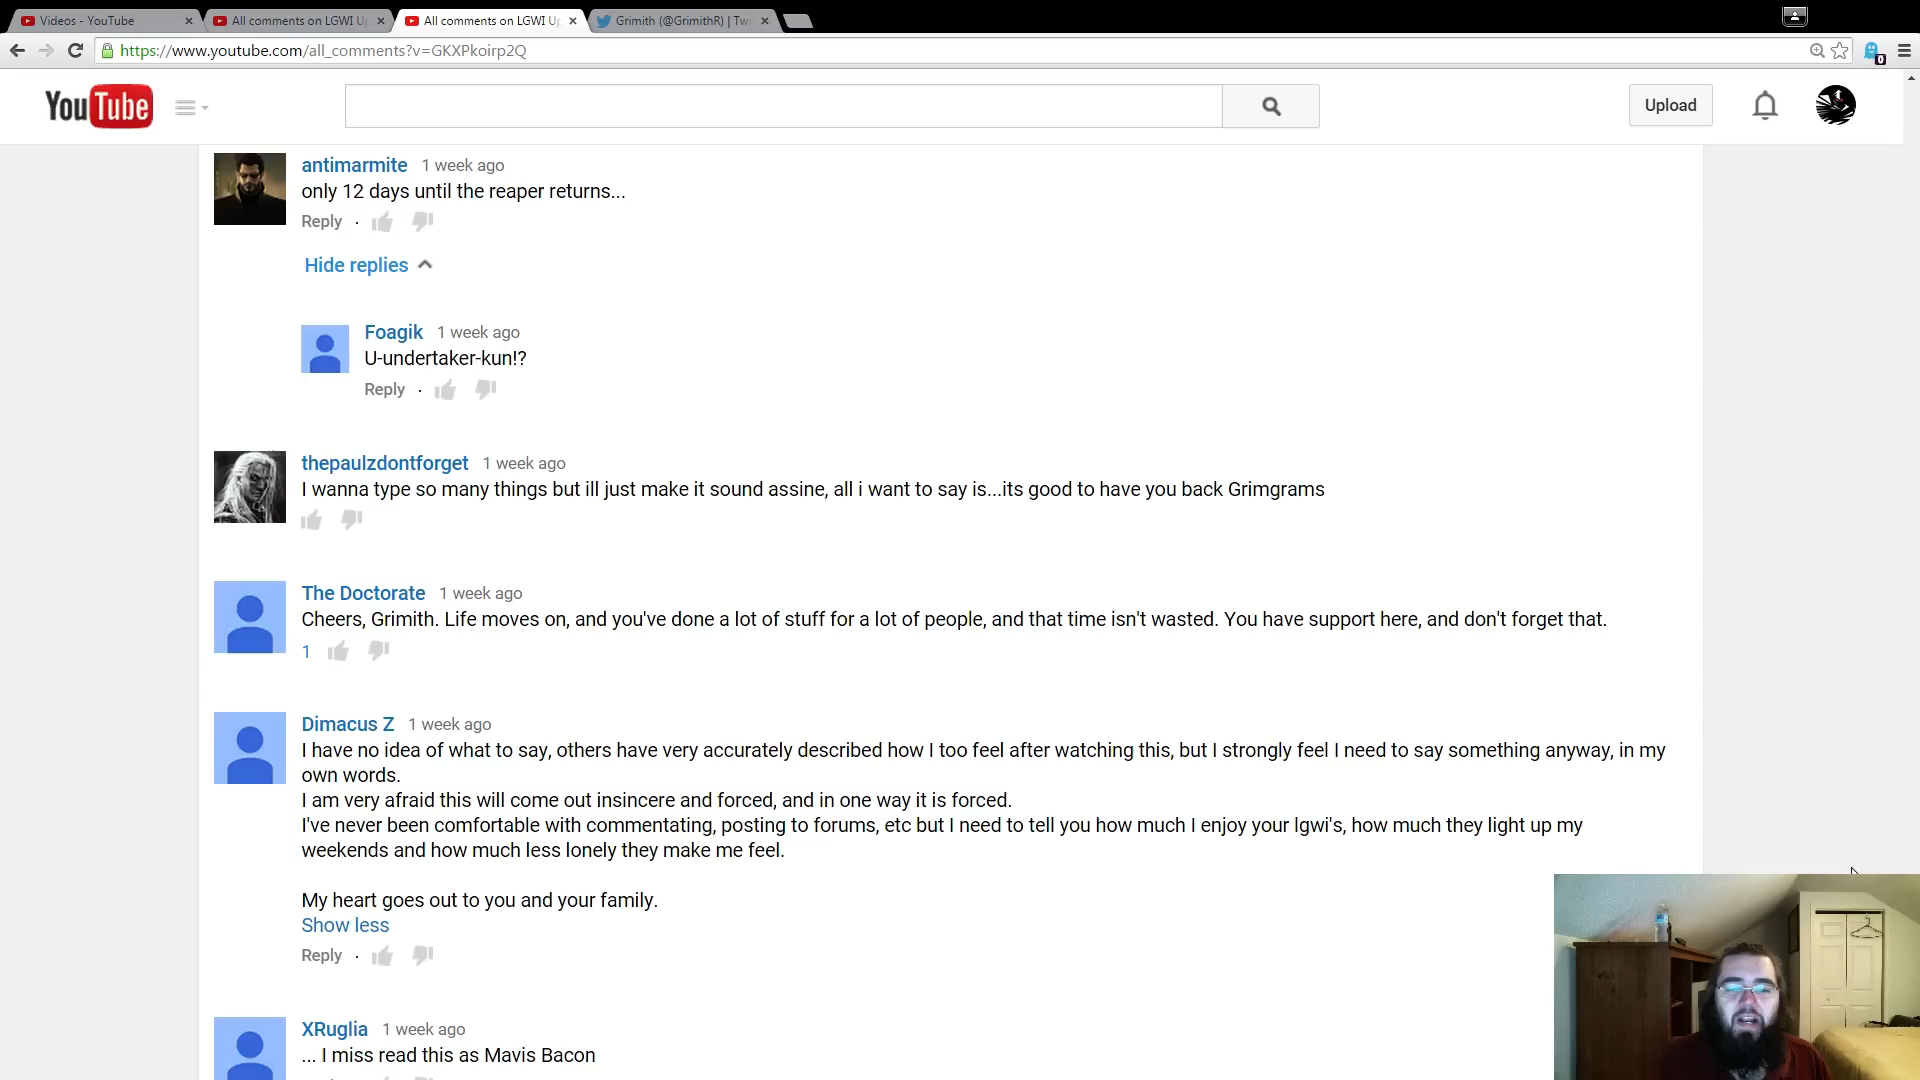 Videos - YouTube
All comments on LGWI Up
All comments on LGWI Up
Grimith (@GrimithR) | Twi
https://www.youtube.com/all_comments?v=GKXPkoirp2Q
0
YouTube
Upload
antimarmite 1 week ago
only 12 days until the reaper returns...
Reply ·
Hide replies
Foagik 1 week ago
U-undertaker-kun!?
Reply ·
thepaulzdontforget 1 week ago
I wanna type so many things but ill just make it sound assine, all i want to say is...its good to have you back Grimgrams
The Doctorate 1 week ago
Cheers, Grimith. Life moves on, and you've done a lot of stuff for a lot of people, and that time isn't wasted. You have support here, and don't forget that.
1
Dimacus Z 1 week ago
I have no idea of what to say, others have very accurately described how I too feel after watching this, but I strongly feel I need to say something anyway, in my
own words.
I am very afraid this will come out insincere and forced, and in one way it is forced.
I've never been comfortable with commentating, posting to forums, etc but I need to tell you how much I enjoy your lgwi's, how much they light up my
weekends and how much less lonely they make me feel.
My heart goes out to you and your family.
Show less
Reply ·
XRuglia 1 week ago
... I miss read this as Mavis Bacon